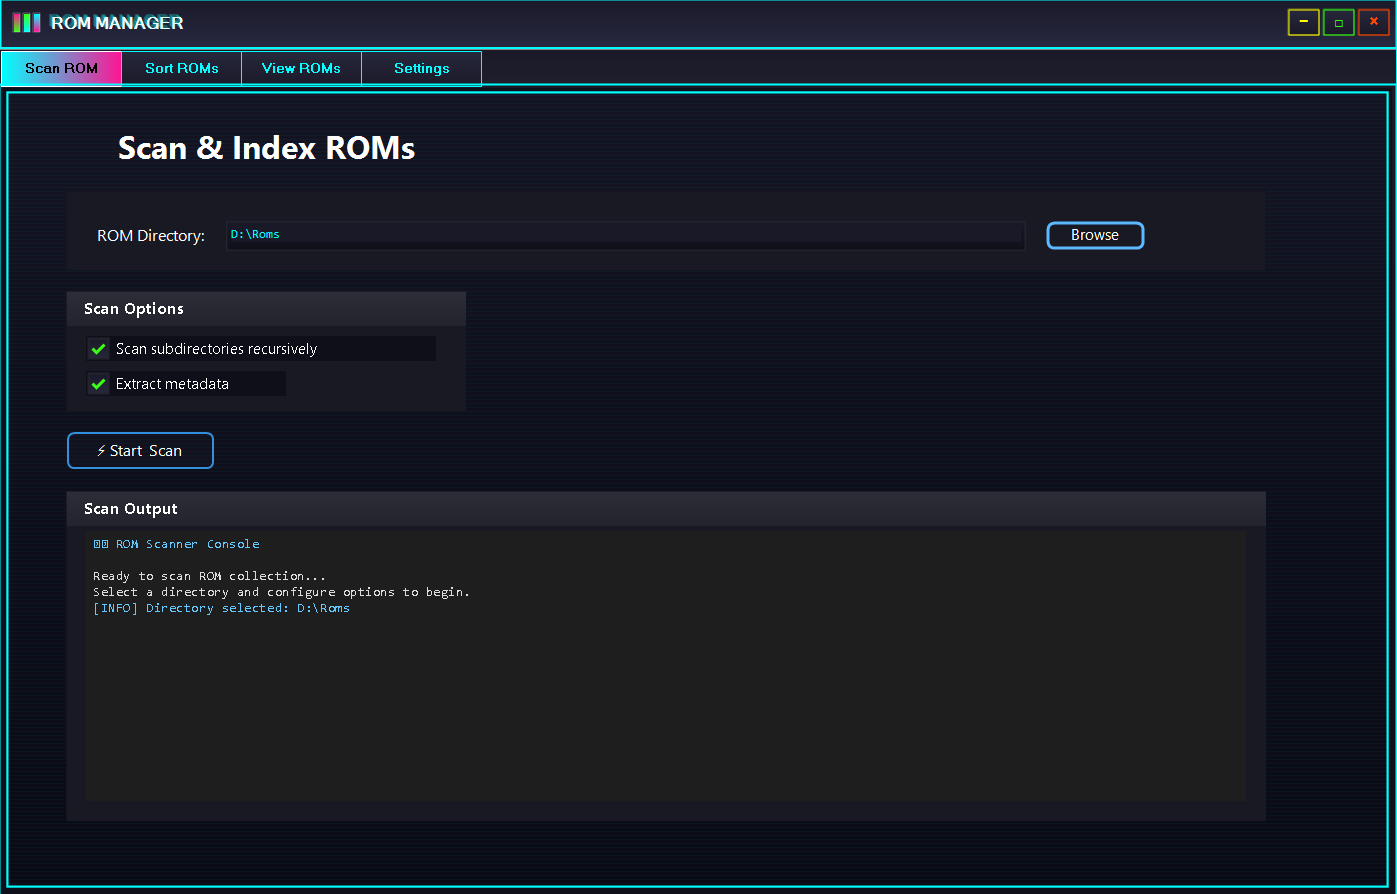 ROM MANAGER
Scan ROM
Sort ROMs
View ROMs
Settings
Scan & Index ROMs
ROM Directory:
D:\Roms
Browse
Scan Options
Scan subdirectories recursively
Extract metadata
⚡Start Scan
Scan Output
ROM Scanner Console
Ready to scan ROM collection...
Select a directory and configure options to begin.
[INFO] Directory selected: D:\Roms